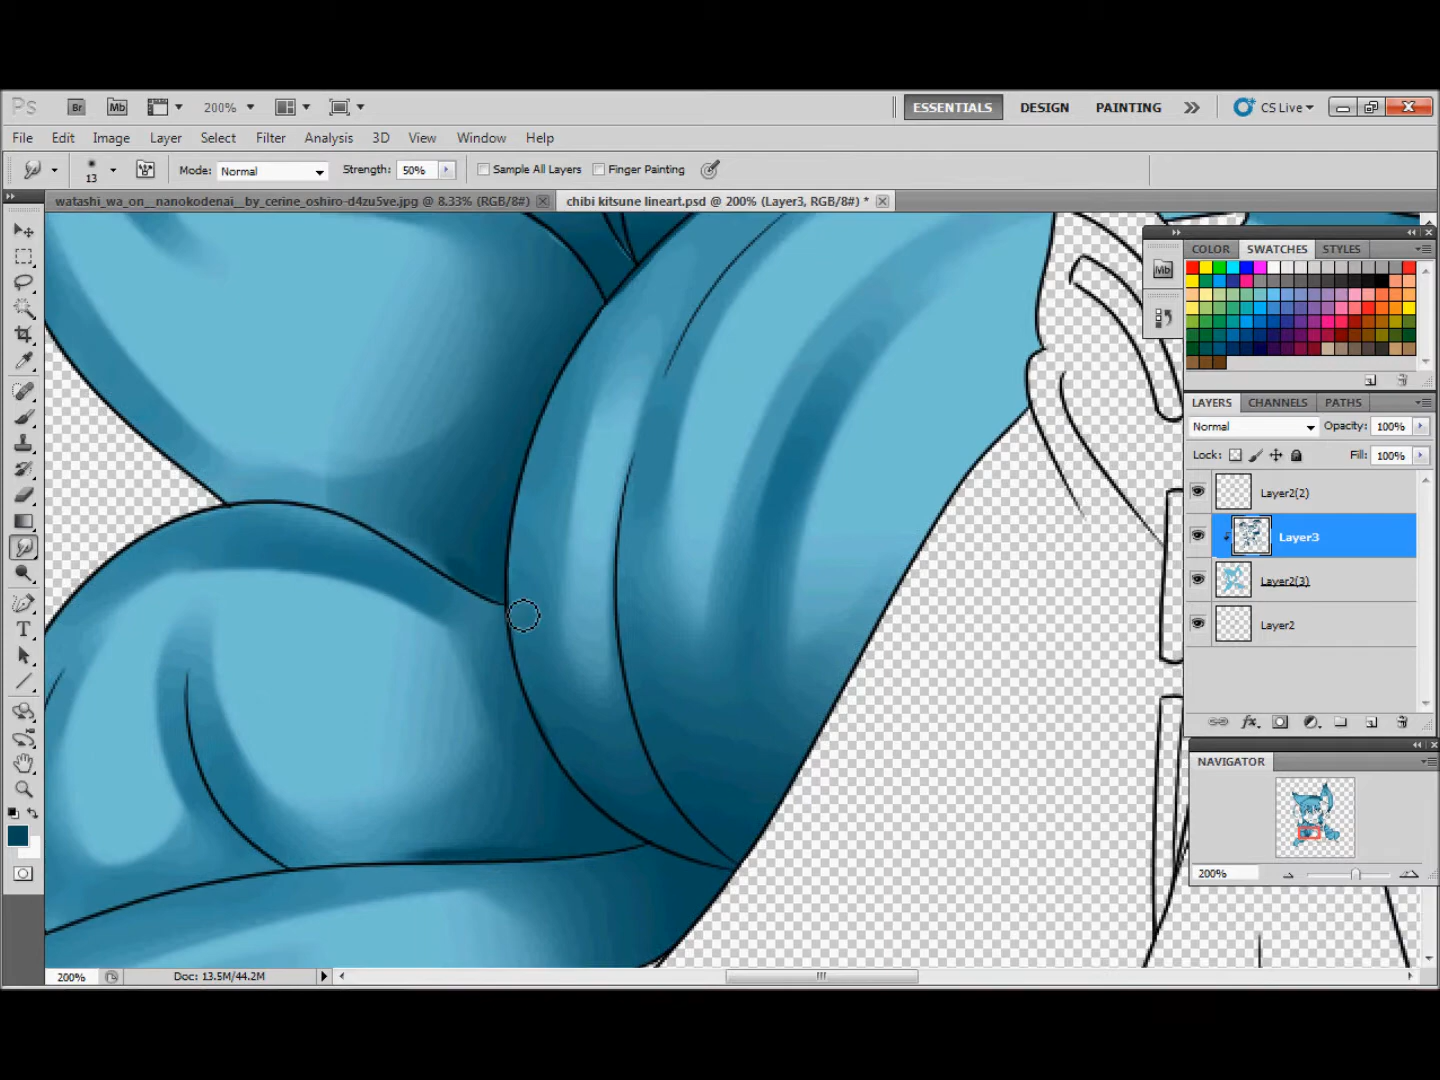 Ps Br Mb 200% ESSENTIALS DESIGN PAINTING CS Live
File Edit Image Layer Select Filter Analysis 3D View Window Help
13 Mode: Normal Strength: 50% Sample All Layers Finger Painting
watashi_wa_on__nanokodenai__by_cerine_oshiro-d4zu5ve.jpg @ 8.33% (RGB/8#) chibi kitsune lineart.psd @ 200% (Layer3, RGB/8#) *
COLOR SWATCHES STYLES
Mb
LAYERS CHANNELS PATHS
Normal Opacity: 100%
Lock: Fill: 100%
Layer2(2)
Layer3
Layer2(3)
Layer2
fx
NAVIGATOR
200%
T
200% Doc: 13.5M/44.2M